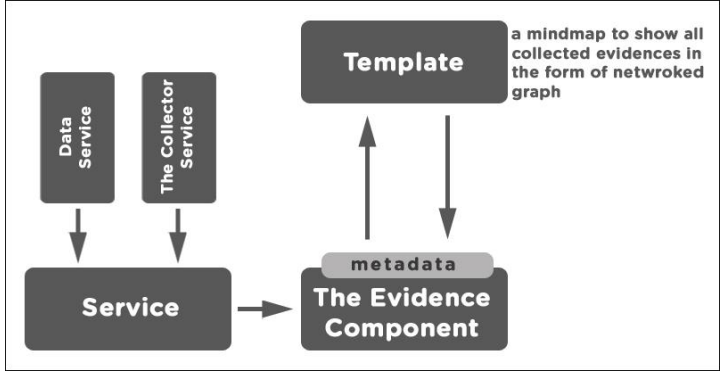 Template
a mindmap to show all
collected evidences in
the form of netwroked
graph
Data
Service
The Collector
Service
metadata
Service
The Evidence
Component